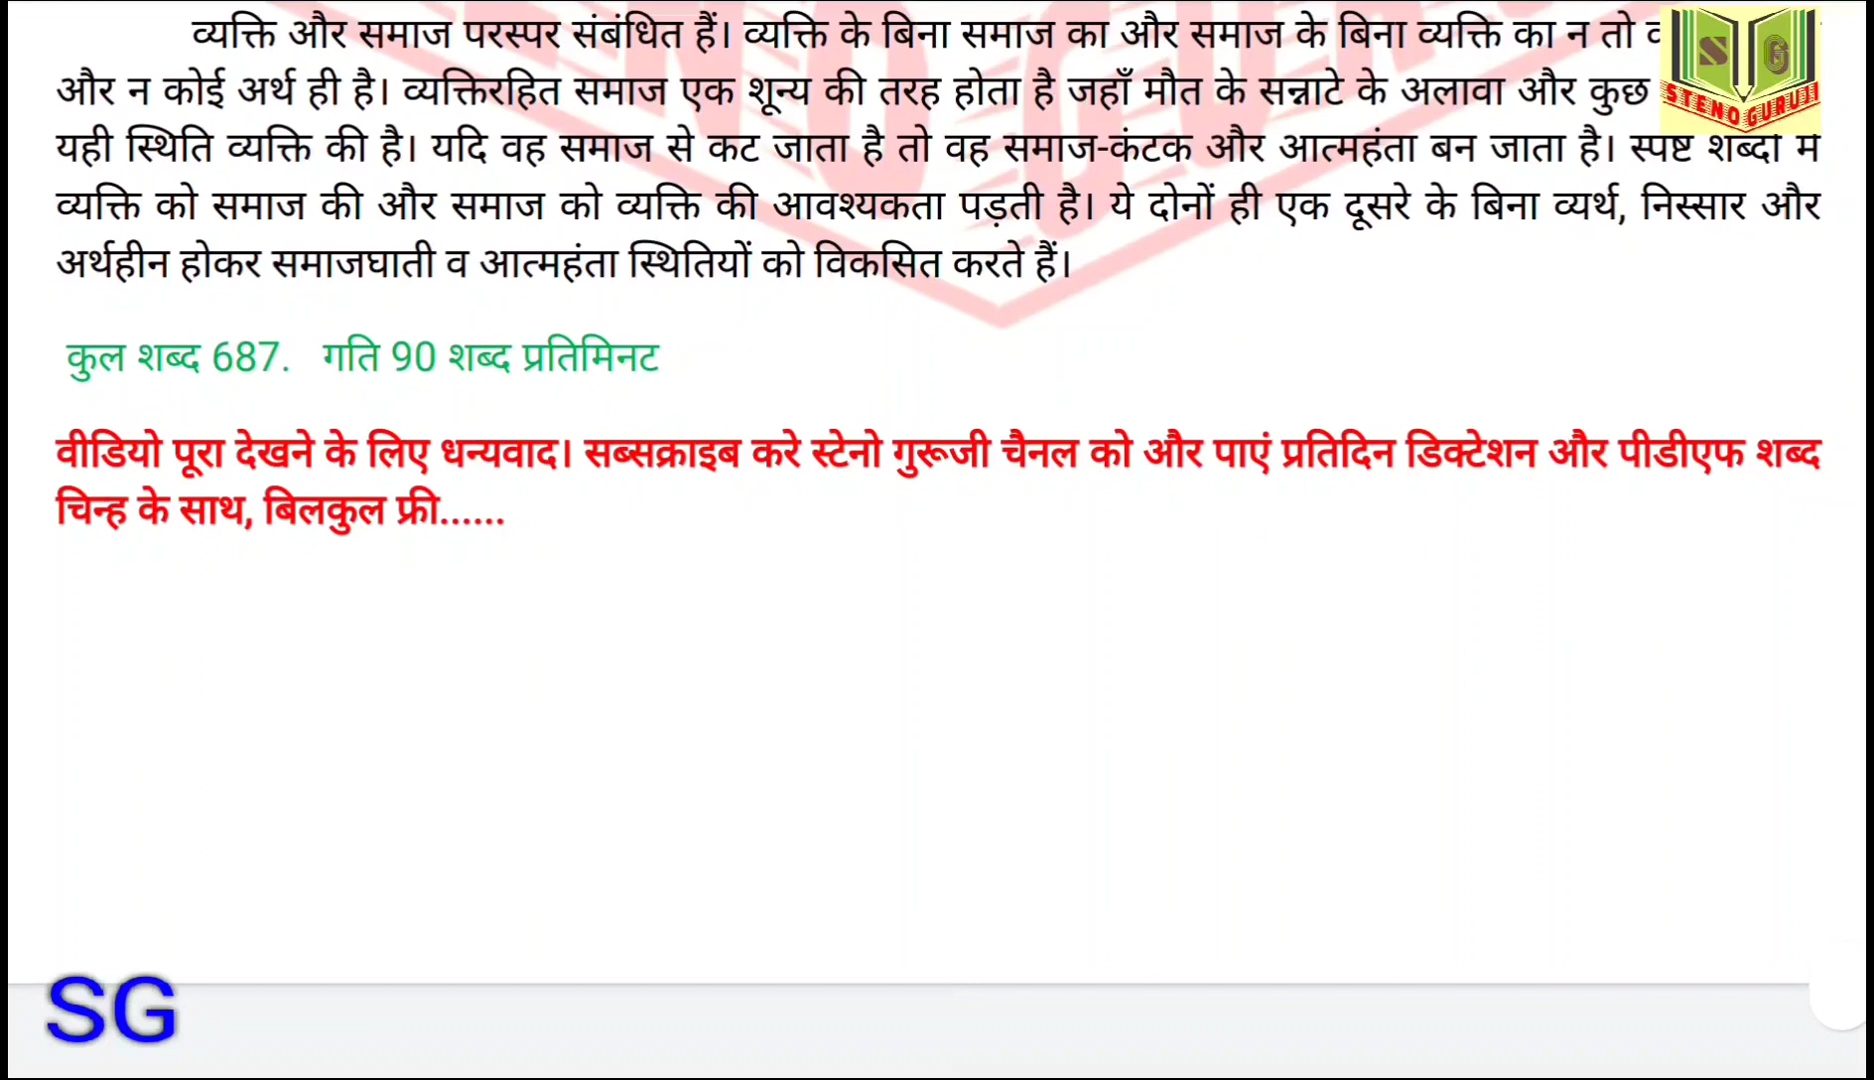 व्यक्ति और समाज परस्पर संबंधित हैं। व्यक्ति के बिना समाज का और समाज के बिना व्यक्ति का न तो
और न कोई अर्थ ही है। व्यक्तिरहित समाज एक शून्य की तरह होता है जहाँ मौत के सन्नाटे के अलावा और कुछ
यही स्थिति व्यक्ति की है। यदि वह समाज से कट जाता है तो वह समाज-कंटक और आत्महंता बन जाता है। स्पष्ट शब्दों में
व्यक्ति को समाज की और समाज को व्यक्ति की आवश्यकता पड़ती है। ये दोनों ही एक दूसरे के बिना व्यर्थ, निस्सार और
अर्थहीन होकर समाजघाती व आत्महंता स्थितियों को विकसित करते हैं।
कुल शब्द 687. गति 90 शब्द प्रतिमिनट
वीडियो पूरा देखने के लिए धन्यवाद। सब्सक्राइब करे स्टेनो गुरूजी चैनल को और पाएं प्रतिदिन डिक्टेशन और पीडीएफ शब्द
चिन्ह के साथ, बिलकुल फ्री......
S G
STENO GURUJI
SG